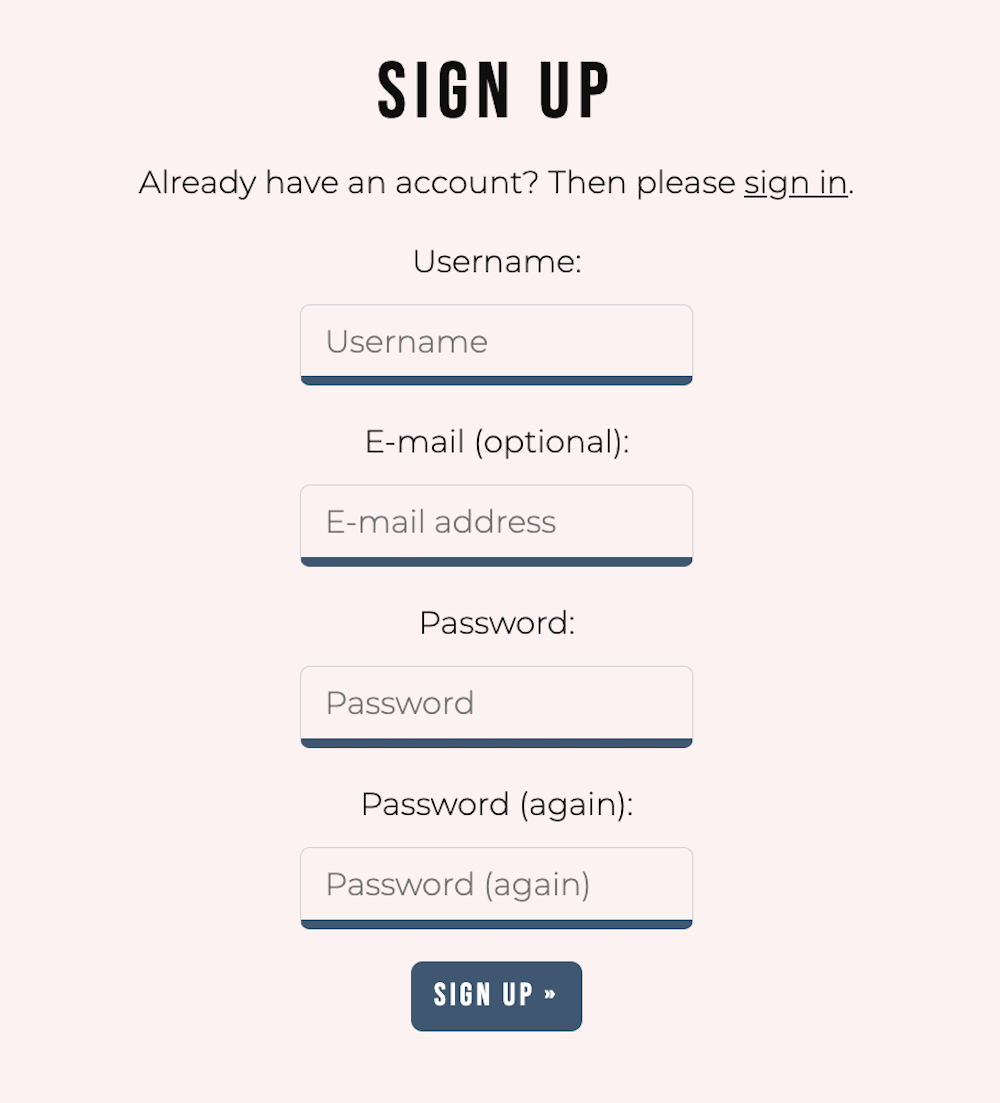 SIGN UP
Already have an account? Then please sign in.
Username:
Username
E-mail (optional):
E-mail address
Password:
Password
Password (again):
Password (again)
SIGN UP »